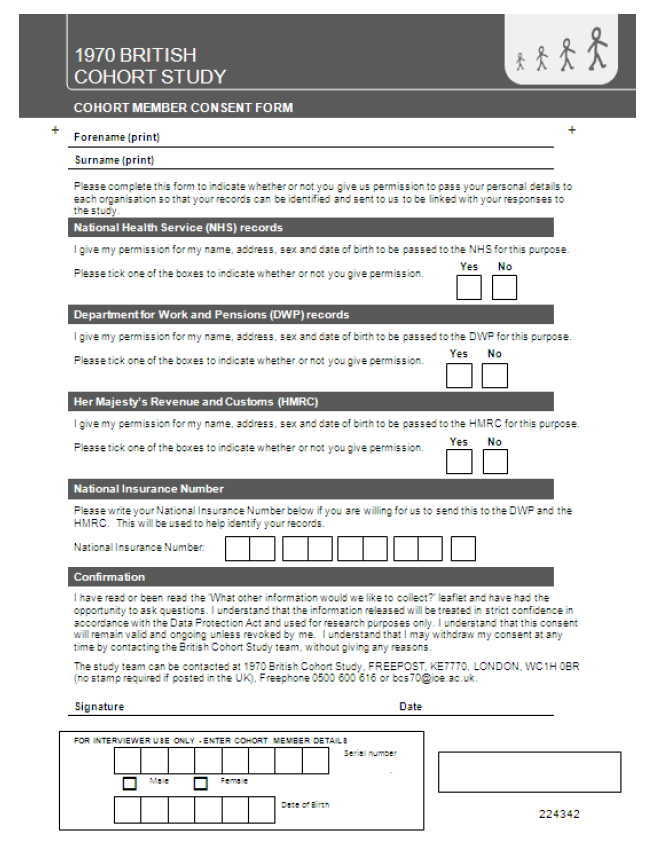 1970 BRITISH
COHORT STUDY
COHORT MEMBER CONSENT FORM
+ +
Forename (print)
Surname (print)
Please complete this form to indicate whether or not you give us permission to pass your personal details to
each organisation so that your records can be identified and sent to us to be linked with your responses to
the study.
National Health Service (NHS) records
I give my permission for my name, address, sex and date of birth to be passed to the NHS for this purpose.
Yes No
Please tick one of the boxes to indicate whether or not you give permission.
Department for Work and Pensions (DWP) records
I give my permission for my name, address, sex and date of birth to be passed to the DWP for this purpose.
Yes No
Please tick one of the boxes to indicate whether or not you give permission.
Her Majesty's Revenue and Customs (HMRC)
I give my permission for my name, address, sex and date of birth to be passed to the HMRC for this purpose.
Yes No
Please tick one of the boxes to indicate whether or not you give permission.
National Insurance Number
Please write your National Insurance Number below if you are willing for us to send this to the DWP and the
HMRC. This will be used to help identify your records.
National Insurance Number:
Confirmation
I have read or been read the 'What other information would we like to collect?' leaflet and have had the
opportunity to ask questions. I understand that the information released will be treated in strict confidence in
accordance with the Data Protection Act and used for research purposes only. I understand that this consent
will remain valid and ongoing unless revoked by me. I understand that I may withdraw my consent at any
time by contacting the British Cohort Study team, without giving any reasons.
The study team can be contacted at 1970 British Cohort Study, FREEPOST, KE7770, LONDON, WC1H 0BR
(no stamp required if posted in the UK), Freephone 0500 600 616 or bcs70@ioe.ac.uk.
Signature Date
FOR INTERVIEWER USE ONLY - ENTER COHORT MEMBER DETAILS
Serial number
Male Female
Date of Birth
224342